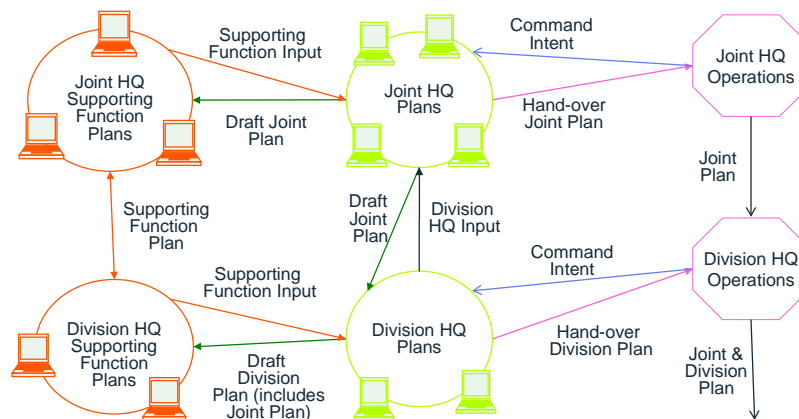 Supporting
Function Input
Command
Intent
Joint HQ
Supporting
Function
Plans
Joint HQ
Plans
Joint HQ
Operations
Draft Joint
Plan
Hand-over
Joint Plan
Joint
Plan
Supporting
Function
Plan
Draft
Joint
Plan
Division
HQ Input
Supporting
Function Input
Command
Intent
Division HQ
Operations
Division HQ
Supporting
Function
Plans
Division HQ
Plans
Hand-over
Division Plan
Draft
Division
Plan (includes
Joint Plan)
Joint &
Division
Plan